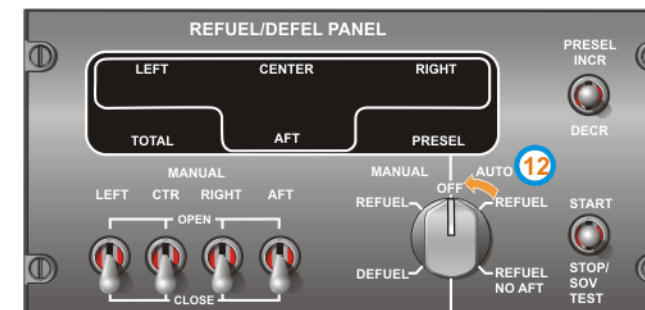 REFUEL/DEFEL PANEL
PRESEL
INCR
LEFT CENTER RIGHT
DECR
TOTAL AFT PRESEL
MANUAL MANUAL AUTO 12
OFF
LEFT CTR RIGHT AFT REFUEL REFUEL START
OPEN
DEFUEL REFUEL
NO AFT
STOP/
SOV
TEST
CLOSE